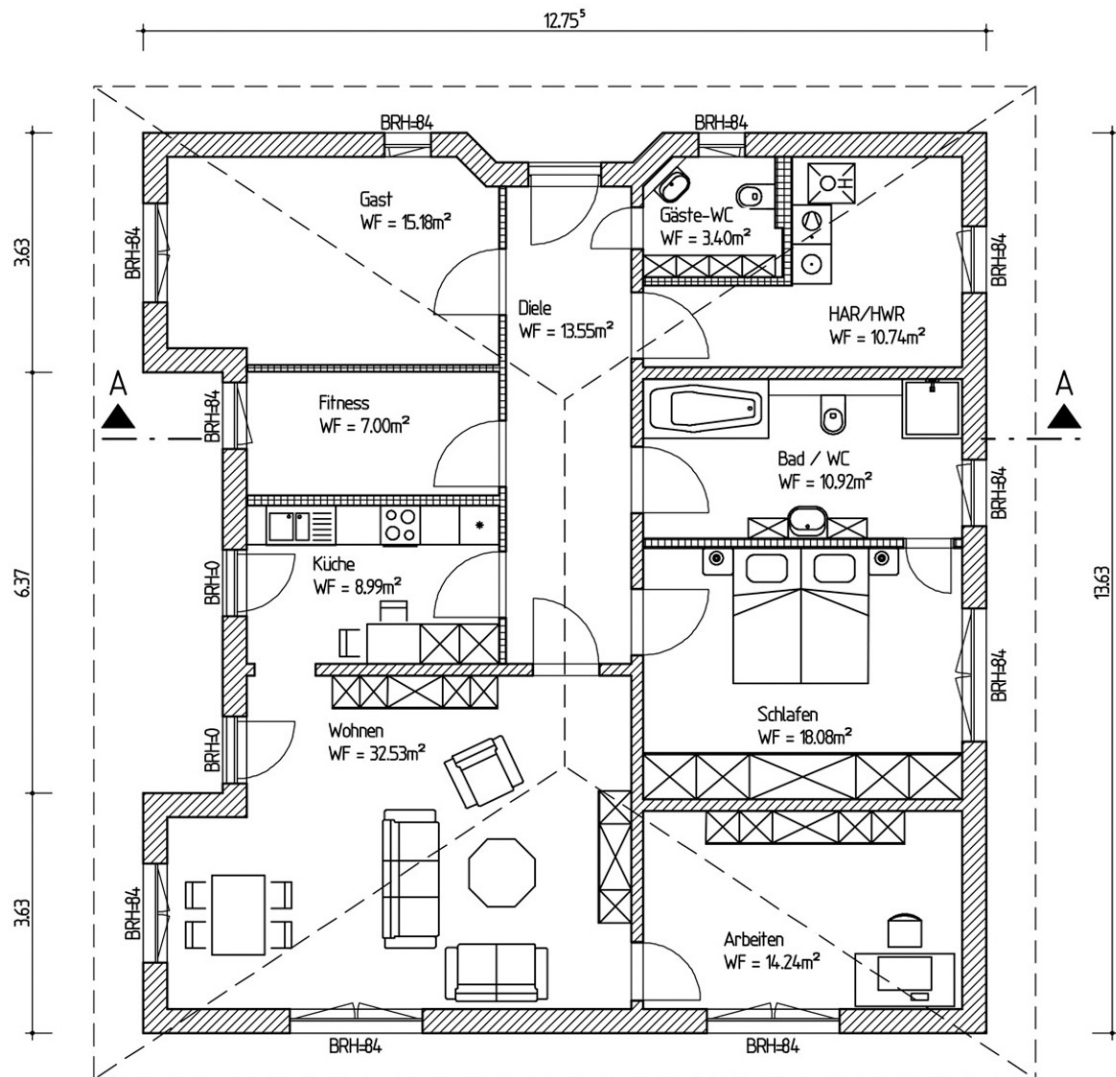 12.75⁵
BRH=84
BRH=84
Gast
WF = 15.18m²
Gäste-WC
WF = 3.40m²
H
3.63
BRH=84
BRH=84
Diele
WF = 13.55m²
HAR/HWR
WF = 10.74m²
A
A
Fitness
WF = 7.00m²
BRH=84
Bad / WC
WF = 10.92m²
BRH=84
6.37
BRH=0
Küche
WF = 8.99m²
13.63
BRH=84
Schlafen
WF = 18.08m²
BRH=0
Wohnen
WF = 32.53m²
3.63
BRH=84
Arbeiten
WF = 14.24m²
BRH=84
BRH=84